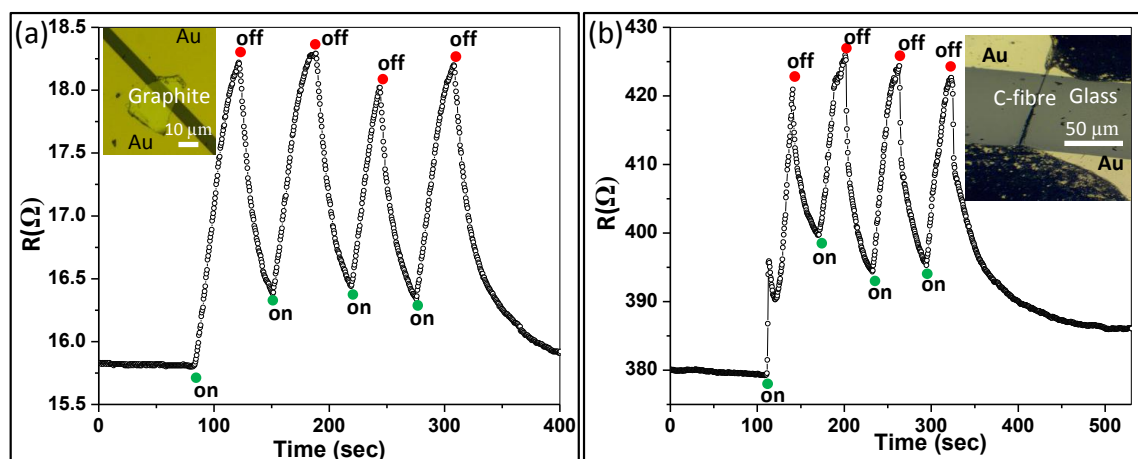 (a)
Au
Graphite
10 μm
Au
off
off
off
off
on
on
on
on
18.5
18.0
17.5
17.0
16.5
16.0
15.5
R(Ω)
0
100
200
300
400
Time (sec)
(b)
Au
C-fibre
Glass
50 μm
Au
off
off
off
off
on
on
on
on
430
420
410
400
390
380
R(Ω)
0
100
200
300
400
500
Time (sec)